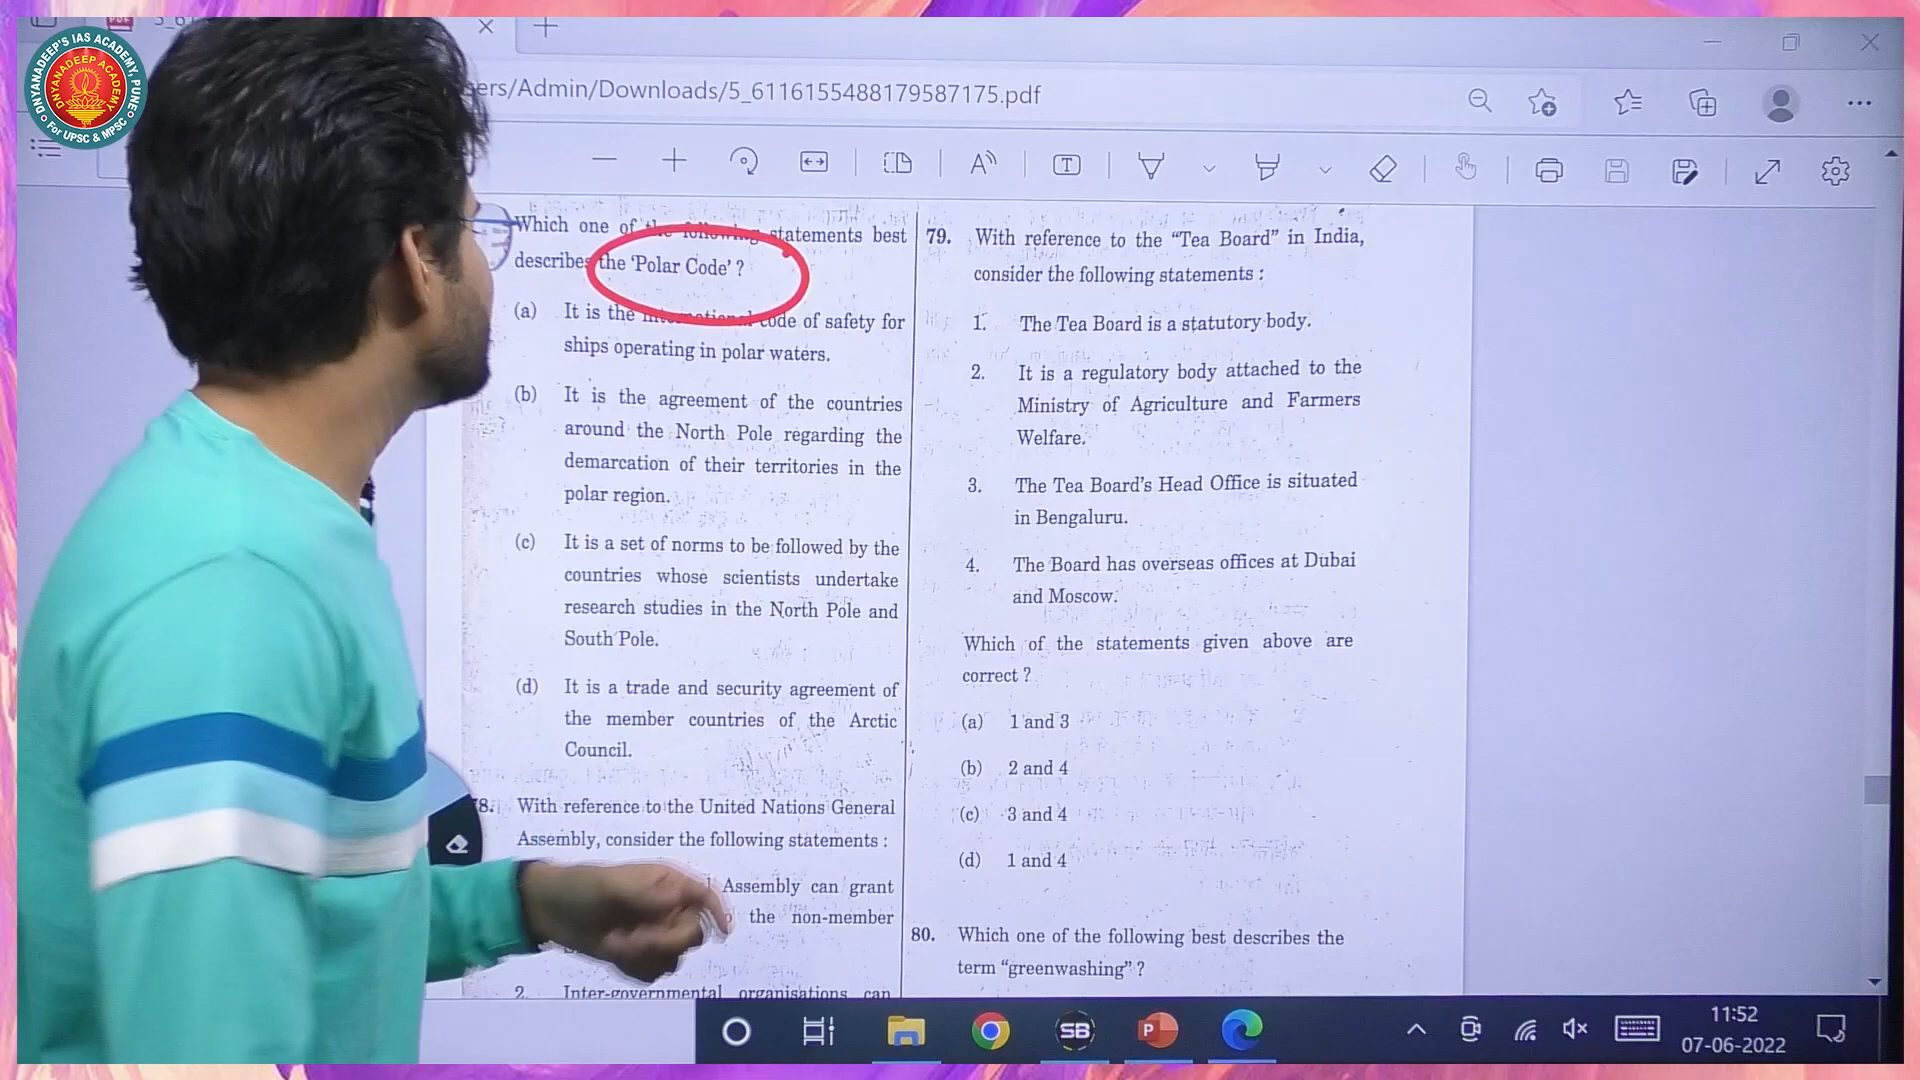 DNYANADEEP'S IAS ACADEMY, PUNE
DNYANADEEP ACADEMY
For UPSC & MPSC
ers/Admin/Downloads/5_6116155488179587175.pdf
Which one of the following statements best
describes the 'Polar Code' ?
(a) It is the international code of safety for
ships operating in polar waters.
(b) It is the agreement of the countries
around the North Pole regarding the
demarcation of their territories in the
polar region.
(c) It is a set of norms to be followed by the
countries whose scientists undertake
research studies in the North Pole and
South Pole.
(d) It is a trade and security agreement of
the member countries of the Arctic
Council.
8. With reference to the United Nations General
Assembly, consider the following statements :
Assembly can grant
the non-member
2. Inter-governmental organisations can
79. With reference to the "Tea Board" in India,
consider the following statements :
1. The Tea Board is a statutory body.
2. It is a regulatory body attached to the
Ministry of Agriculture and Farmers
Welfare.
3. The Tea Board's Head Office is situated
in Bengaluru.
4. The Board has overseas offices at Dubai
and Moscow.
Which of the statements given above are
correct ?
(a) 1 and 3
(b) 2 and 4
(c) 3 and 4
(d) 1 and 4
80. Which one of the following best describes the
term "greenwashing" ?
SB
P
11:52
07-06-2022